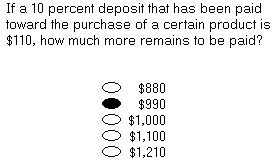 If a 10 percent deposit that has been paid
toward the purchase of a certain product is
$110, how much more remains to be paid?
$880
$990
$1,000
$1,100
$1,210